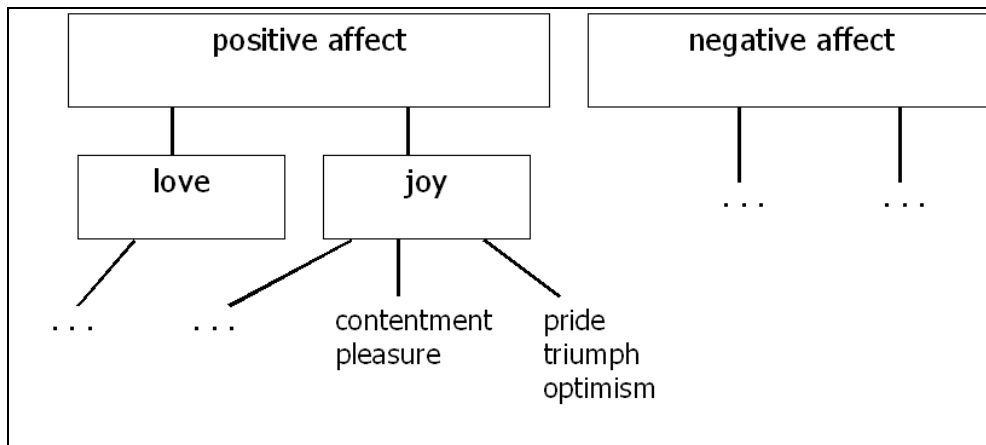 positive affect
negative affect
love
joy
. . .
. . .
. . .
. . .
contentment
pleasure
pride
triumph
optimism